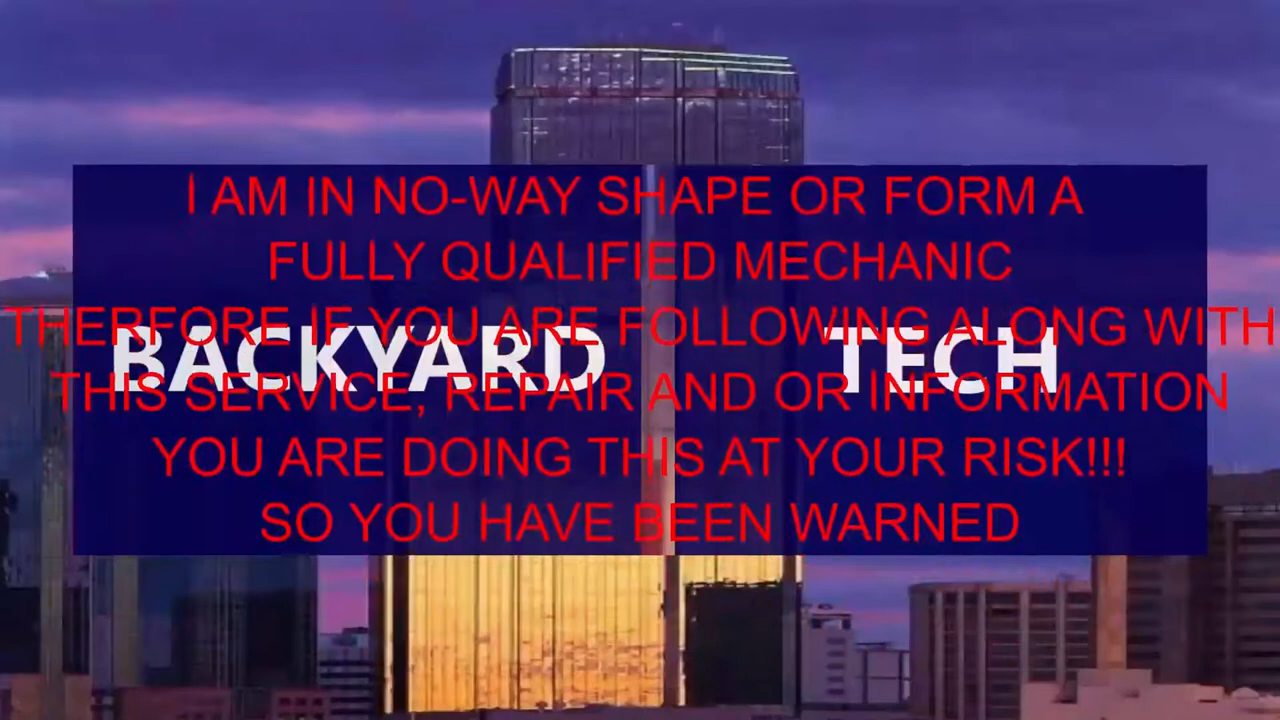 I AM IN NO-WAY SHAPE OR FORM A
FULLY QUALIFIED MECHANIC
THERFORE IF YOU ARE FOLLOWING ALONG WITH
BACKYARD TECH
THIS SERVICE, REPAIR AND OR INFORMATION
YOU ARE DOING THIS AT YOUR RISK!!!
SO YOU HAVE BEEN WARNED